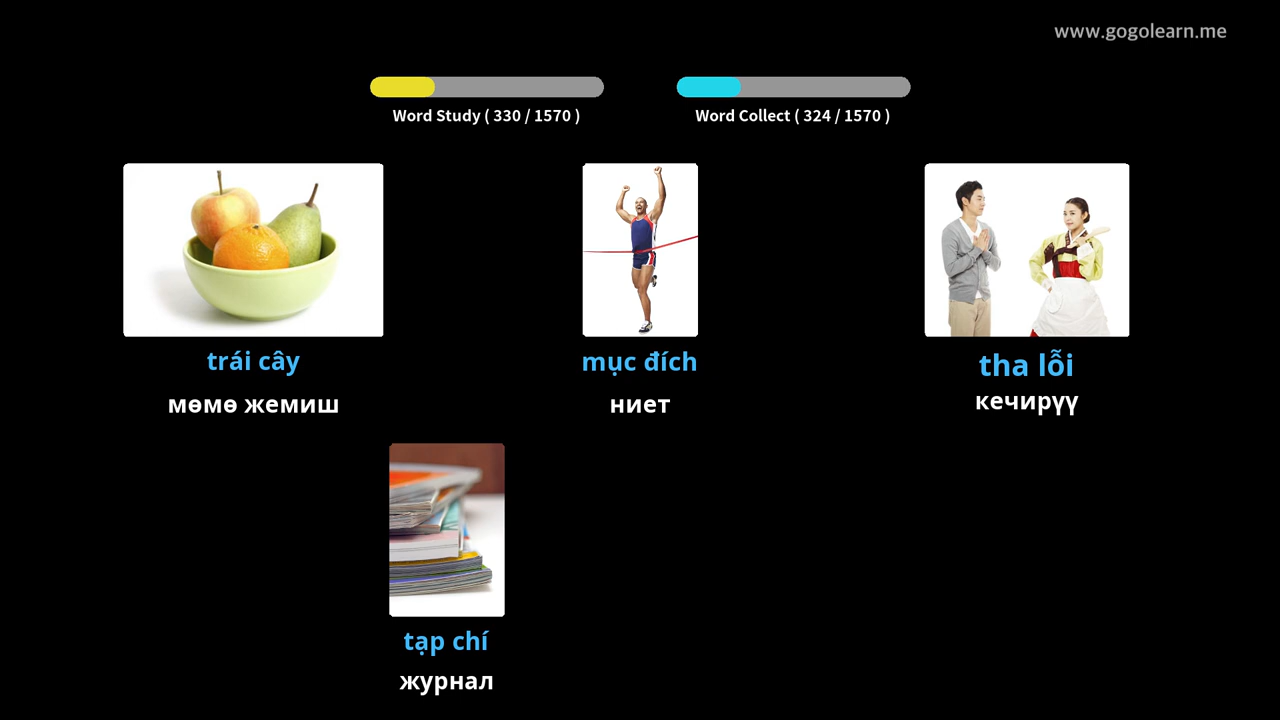 www.gogolearn.me
Word Study ( 330 / 1570 )
Word Collect ( 324 / 1570 )
trái cây
мөмө жемиш
mục đích
ниет
tha lỗi
кечирүү
tạp chí
журнал